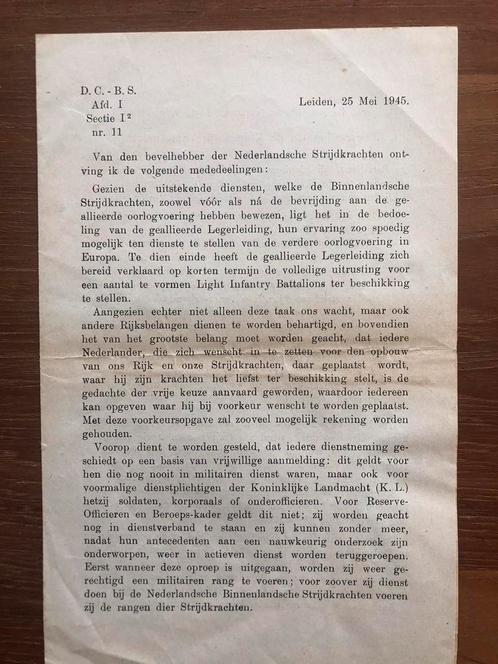 D. C. - B. S.
Afd. I
Sectie I²
nr. 11
Leiden, 25 Mei 1945.
Van den bevelhebber der Nederlandsche Strijdkrachten ont-
ving ik de volgende mededeelingen:
Gezien de uitstekende diensten, welke de Binnenlandsche
Strijdkrachten, zoowel vóór als ná de bevrijding aan de ge-
allieerde oorlogvoering hebben bewezen, ligt het in de bedoe-
ling van de geallieerde Legerleiding, hun ervaring zoo spoedig
mogelijk ten dienste te stellen van de verdere oorlogvoering in
Europa. Te dien einde heeft de geallieerde Legerleiding zich
bereid verklaard op korten termijn de volledige uitrusting voor
een aantal te vormen Light Infantry Battalions ter beschikking
te stellen.
Aangezien echter niet alleen deze taak ons wacht, maar ook
andere Rijksbelangen dienen te worden behartigd, en bovendien
het van het grootste belang moet worden geacht, dat iedere
Nederlander, die zich wenscht in te zetten voor den opbouw
van ons Rijk en onze Strijdkrachten, daar geplaatst wordt,
waar hij zijn krachten het liefst ter beschikking stelt, is de
gedachte der vrije keuze aanvaard geworden, waardoor iedereen
kan opgeven waar hij bij voorkeur wenscht te worden geplaatst.
Met deze voorkeursopgave zal zooveel mogelijk rekening worden
gehouden.
Voorop dient te worden gesteld, dat iedere dienstneming ge-
schiedt op een basis van vrijwillige aanmelding: dit geldt voor
hen die nog nooit in militairen dienst waren, maar ook voor
voormalige dienstplichtigen der Koninklijke Landmacht (K. L.)
hetzij soldaten, korporaals of onderofficieren. Voor Reserve-
Officieren en Beroeps-kader geldt dit niet; zij worden geacht
nog in dienstverband te staan en zij kunnen zonder meer,
nadat hun antecedenten aan een nauwkeurig onderzoek zijn
onderworpen, weer in actieven dienst worden teruggeroepen.
Eerst wanneer deze oproep is uitgegaan, worden zij weer ge-
rechtigd een militairen rang te voeren; voor zoover zij dienst
doen bij de Nederlandsche Binnenlandsche Strijdkrachten voeren
zij de rangen dier Strijdkrachten.